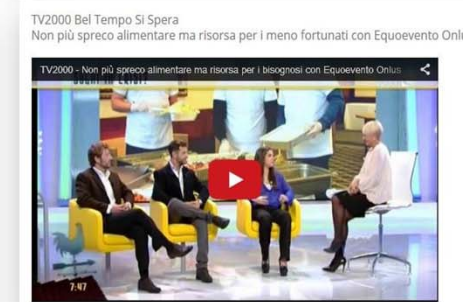 TV2000 Bel Tempo Si Spera
Non più spreco alimentare ma risorsa per i meno fortunati con Equoevento Onlu
TV2000 - Non più spreco alimentare ma risorsa per i bisognosi con Equoevento Onlus
7:47